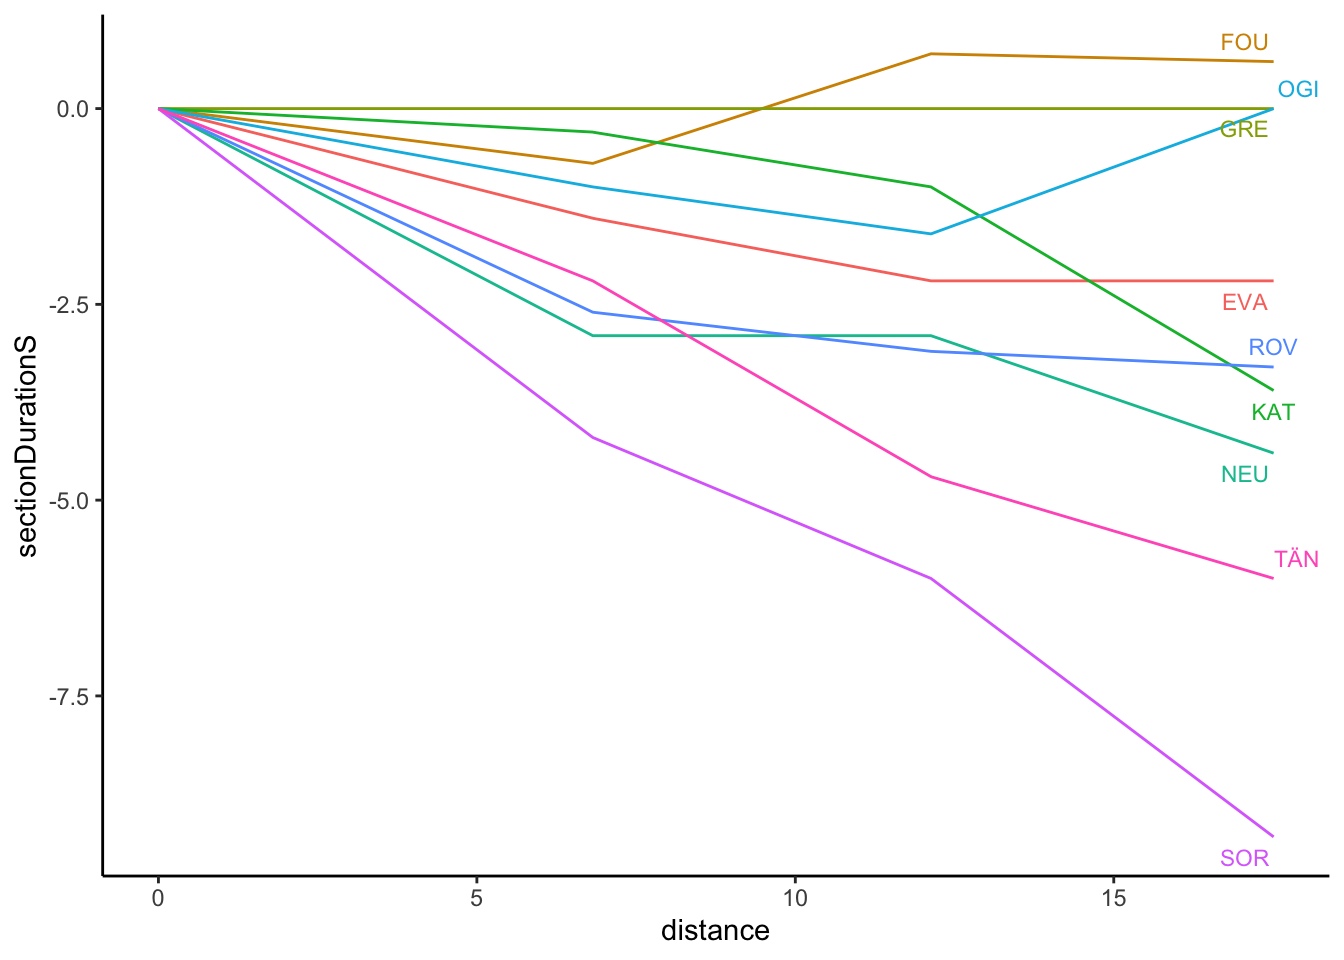 FOU
0.0
OGI
GRE
-2.5
EVA
ROV
KAT
NEU
-5.0
TÄN
-7.5
SOR
sectionDurationS
0 5 10 15
distance